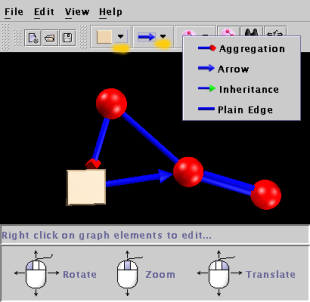 File Edit View Help
Aggregation
Arrow
Inheritance
Plain Edge
Right click on graph elements to edit...
Rotate Zoom Translate